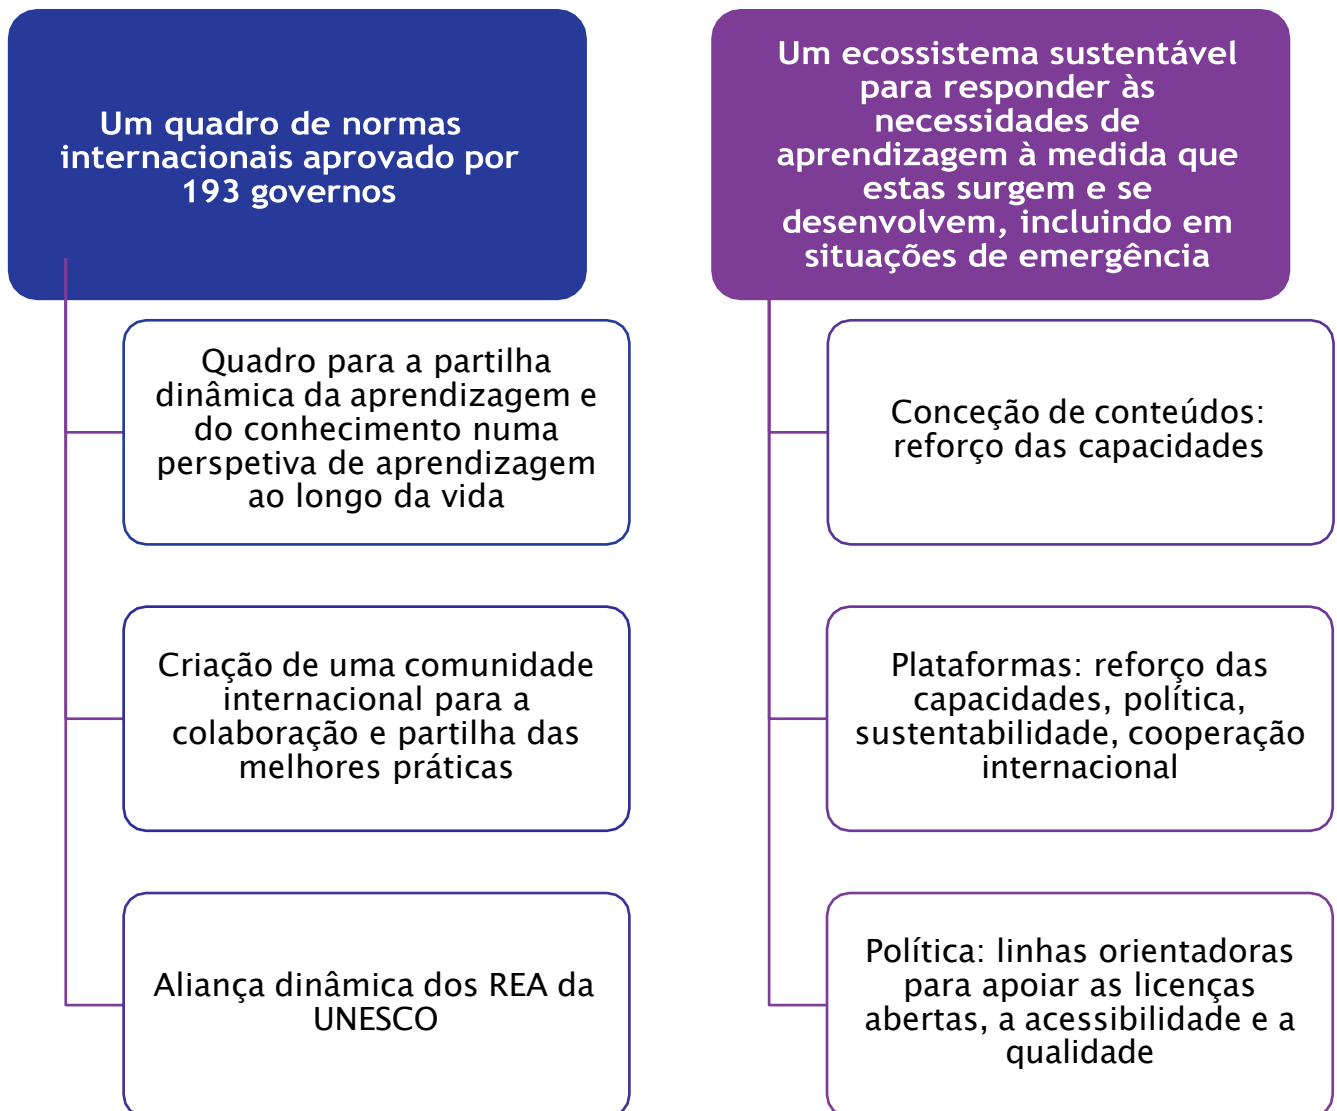 Um quadro de normas
internacionais aprovado por
193 governos
Quadro para a partilha
dinâmica da aprendizagem e
do conhecimento numa
perspetiva de aprendizagem
ao longo da vida
Criação de uma comunidade
internacional para a
colaboração e partilha das
melhores práticas
Aliança dinâmica dos REA da
UNESCO
Um ecossistema sustentável
para responder às
necessidades de
aprendizagem à medida que
estas surgem e se
desenvolvem, incluindo em
situações de emergência
Conceção de conteúdos:
reforço das capacidades
Plataformas: reforço das
capacidades, política,
sustentabilidade, cooperação
internacional
Política: linhas orientadoras
para apoiar as licenças
abertas, a acessibilidade e a
qualidade